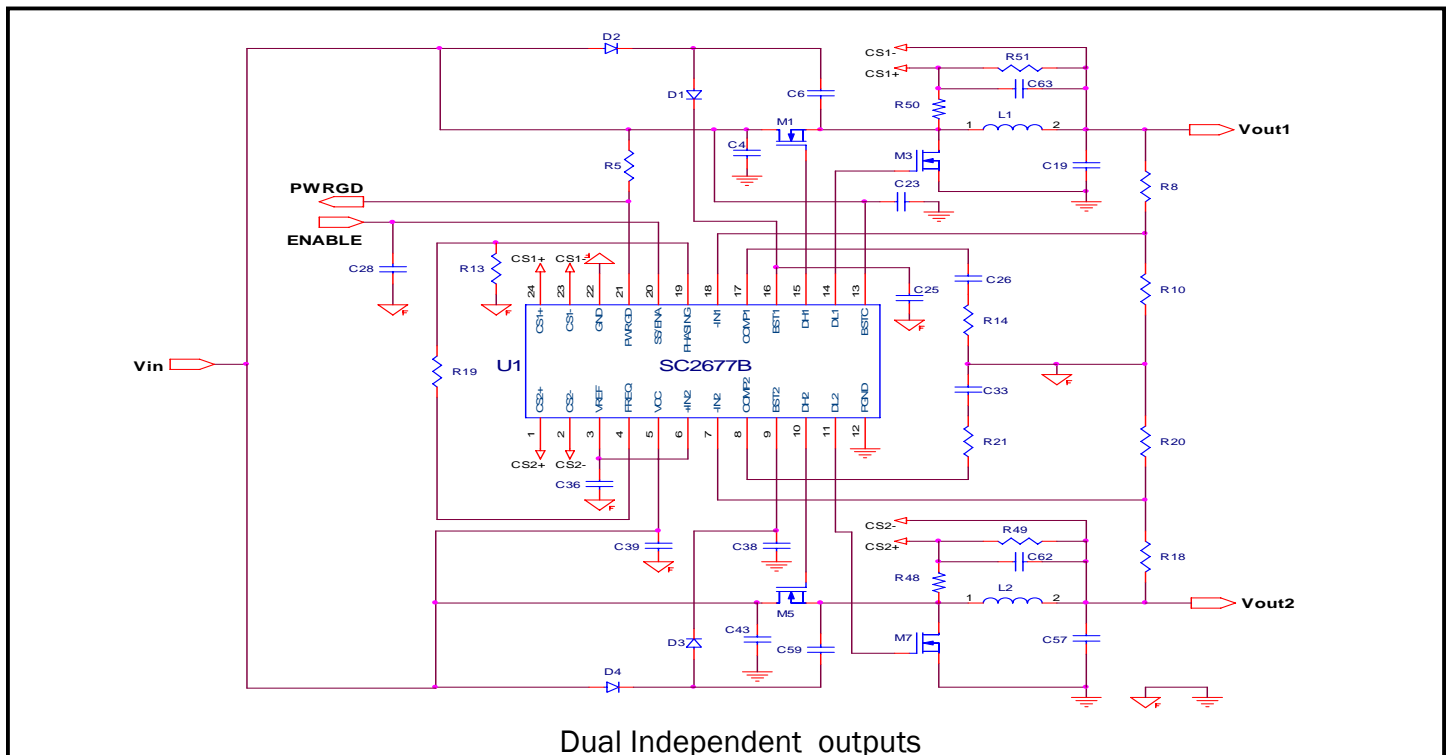 D2
CS1-
CS1+
R51
C63
D1
C6
R50
M1
L1
1 2
Vout1
C4
R5
M3
C19
R8
PWRGD
C23
ENABLE
C28
R13
CS1+
CS1-
C25
C26
R10
24 23 22 21 20 19 18 17 16 15 14 13
CS1+ CS1- GND PWRGD SS/ENA PHASING -IN1 COMP1 BST1 DH1 DL1 BSTC
R14
F
F
F
Vin
R19
U1
SC2677B
F
C33
CS2+ CS2- VREF FREQ VCC +IN2 -IN2 COMP2 BST2 DH2 DL2 PGND
1 2 3 4 5 6 7 8 9 10 11 12
R21
R20
CS2+
CS2-
C36
F
CS2-
CS2+
R49
C62
C39
C38
F
R48
R18
L2
1 2
Vout2
M5
C43
D3
C59
M7
C57
D4
F
Dual Independent outputs